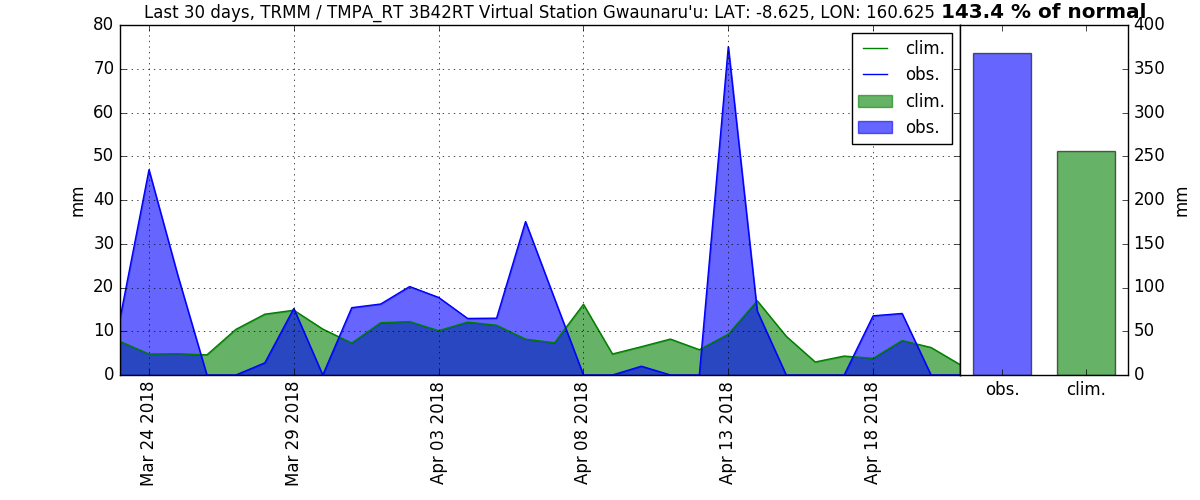 Last 30 days, TRMM / TMPA_RT 3B42RT Virtual Station Gwaunaru'u: LAT: -8.625, LON: 160.625 143.4 % of normal
80
70
60
50
40
30
20
10
0
mm
clim.
obs.
clim.
obs.
Mar 24 2018
Mar 29 2018
Apr 03 2018
Apr 08 2018
Apr 13 2018
Apr 18 2018
400
350
300
250
200
150
100
50
0
mm
obs.
clim.